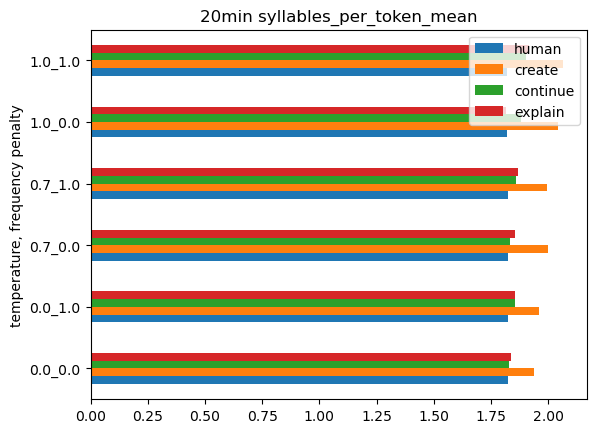 20min syllables_per_token_mean
temperature, frequency penalty
1.0_1.0
1.0_0.0
0.7_1.0
0.7_0.0
0.0_1.0
0.0_0.0
human
create
continue
explain
0.00 0.25 0.50 0.75 1.00 1.25 1.50 1.75 2.00